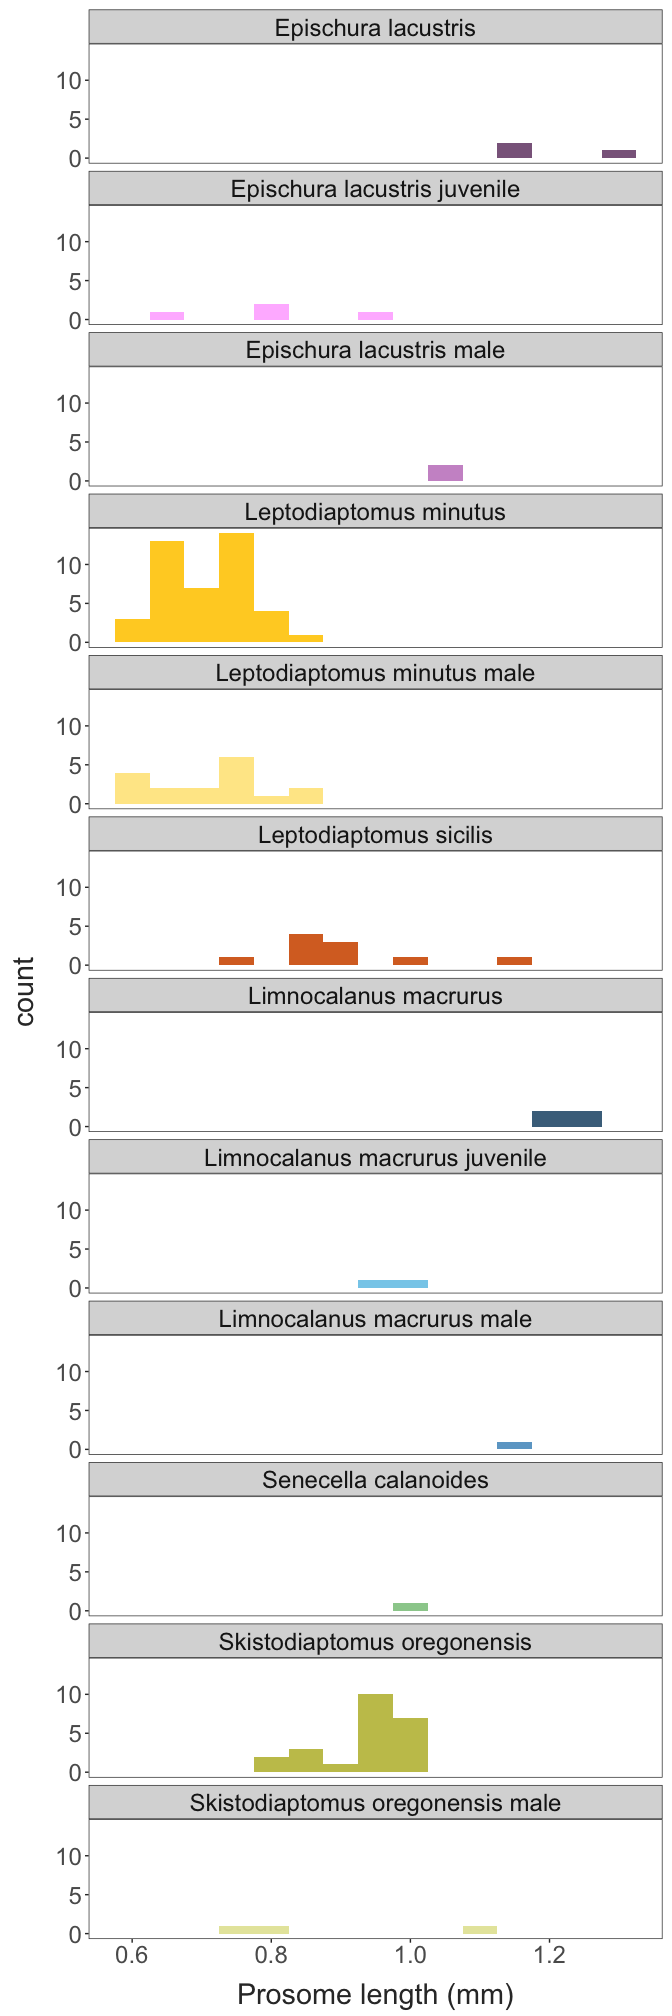 Epischura lacustris
10
5
0
Epischura lacustris juvenile
10
5
0
Epischura lacustris male
10
5
0
Leptodiaptomus minutus
10
5
0
Leptodiaptomus minutus male
10
5
0
Leptodiaptomus sicilis
10
5
0
count
Limnocalanus macrurus
10
5
0
Limnocalanus macrurus juvenile
10
5
0
Limnocalanus macrurus male
10
5
0
Senecella calanoides
10
5
0
Skistodiaptomus oregonensis
10
5
0
Skistodiaptomus oregonensis male
10
5
0
0.6 0.8 1.0 1.2
Prosome length (mm)